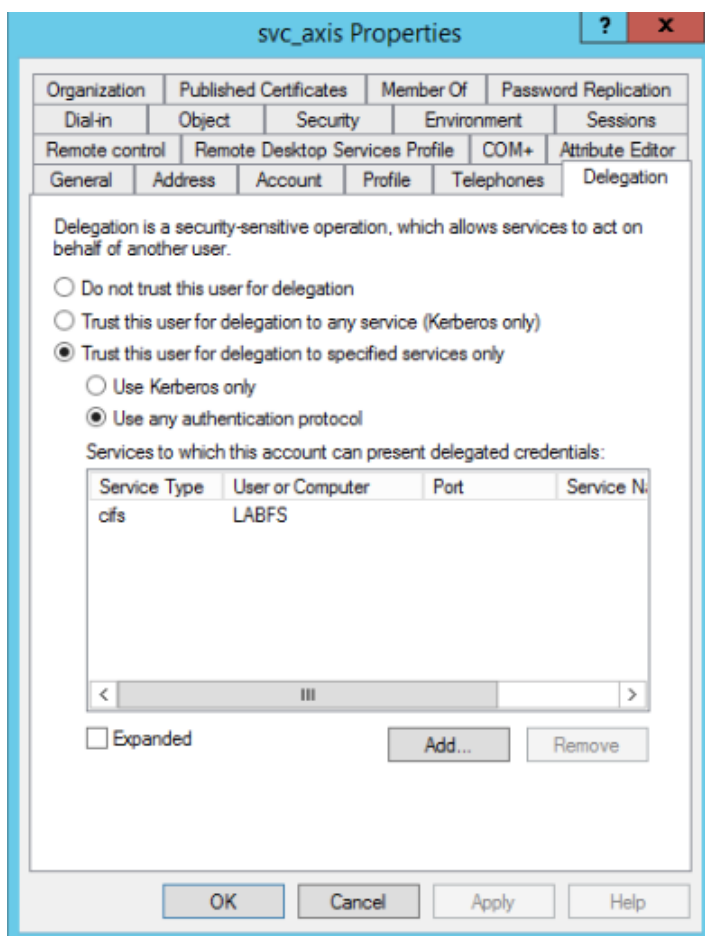 svc_axis Properties
? x
Organization Published Certificates Member Of Password Replication
Dial-in Object Security Environment Sessions
Remote control Remote Desktop Services Profile COM+ Attribute Editor
General Address Account Profile Telephones Delegation
Delegation is a security-sensitive operation, which allows services to act on
behalf of another user.
Do not trust this user for delegation
Trust this user for delegation to any service (Kerberos only)
Trust this user for delegation to specified services only
Use Kerberos only
Use any authentication protocol
Services to which this account can present delegated credentials:
Service Type User or Computer Port Service Na
cifs LABFS
Expanded Add... Remove
OK Cancel Apply Help